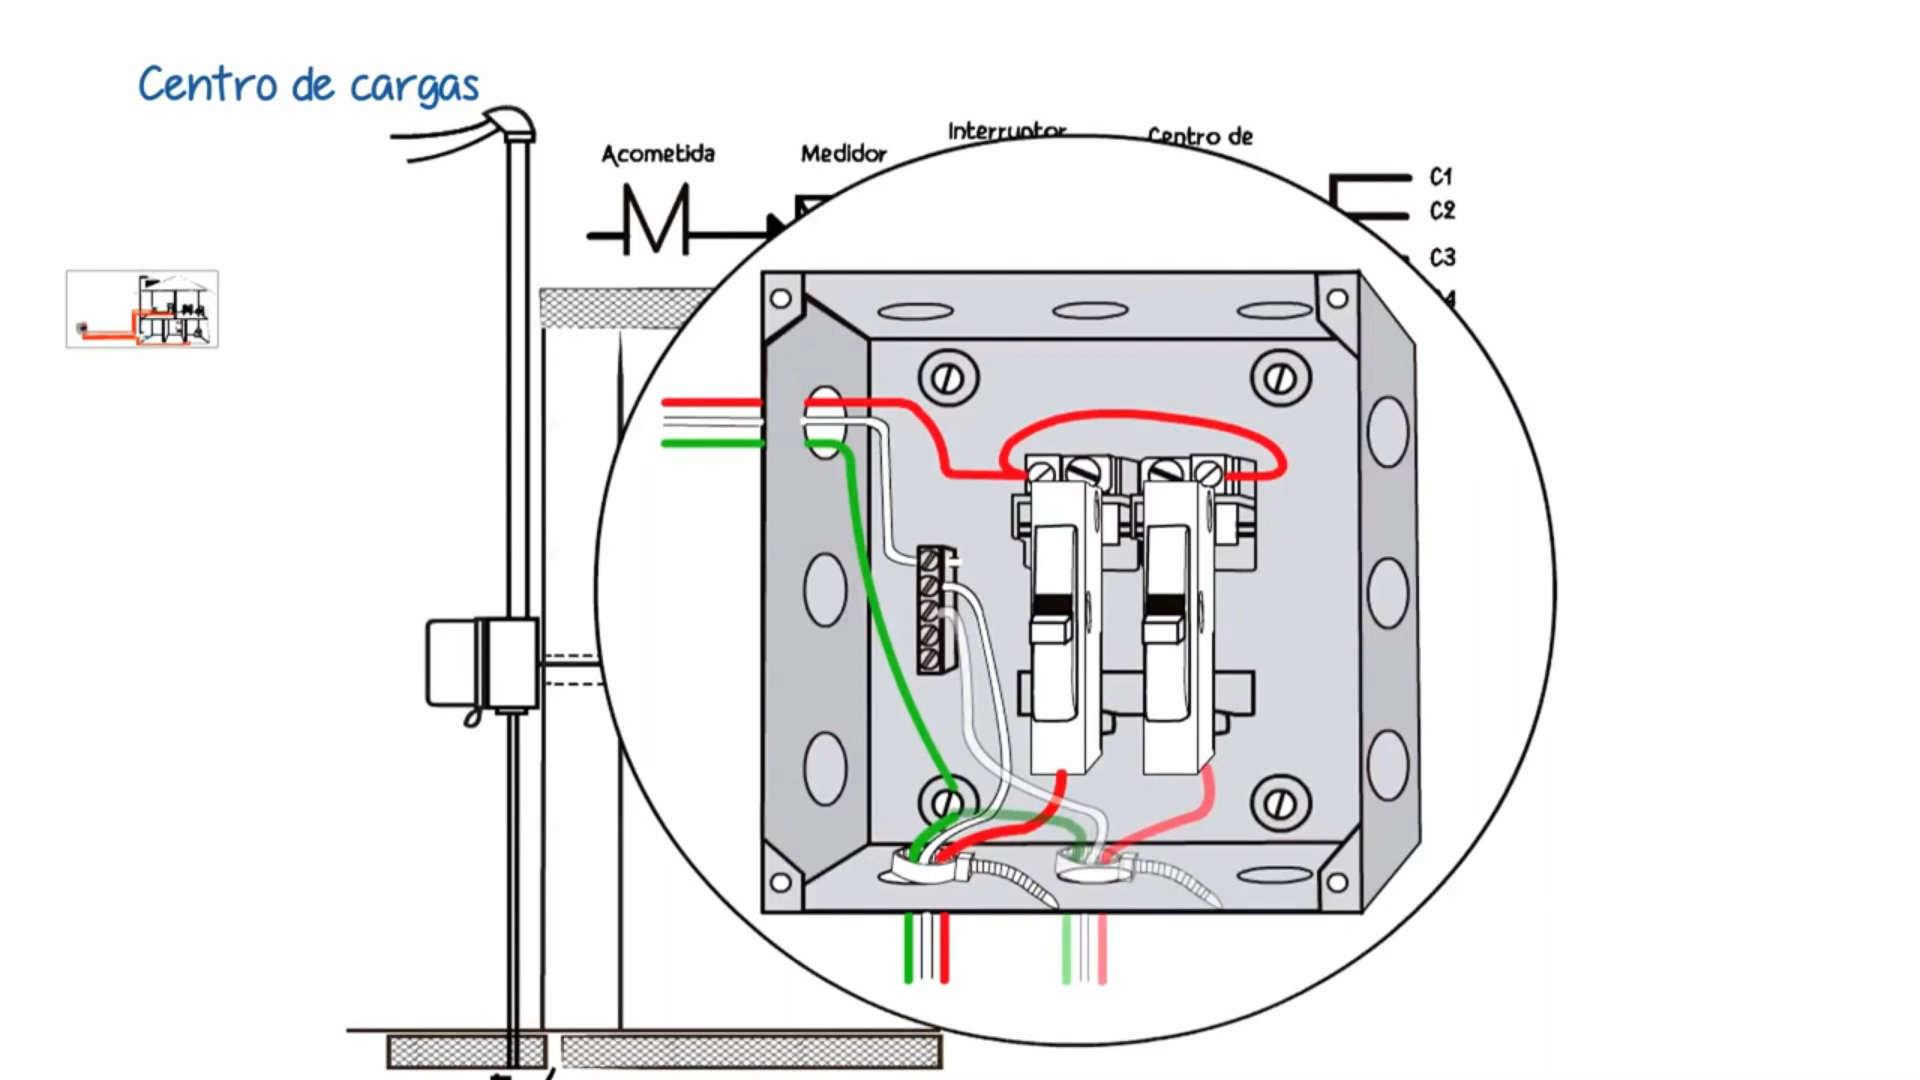 Centro de cargas
Acometida
Medidor
Interruptor
Centro de
C1
C2
C3